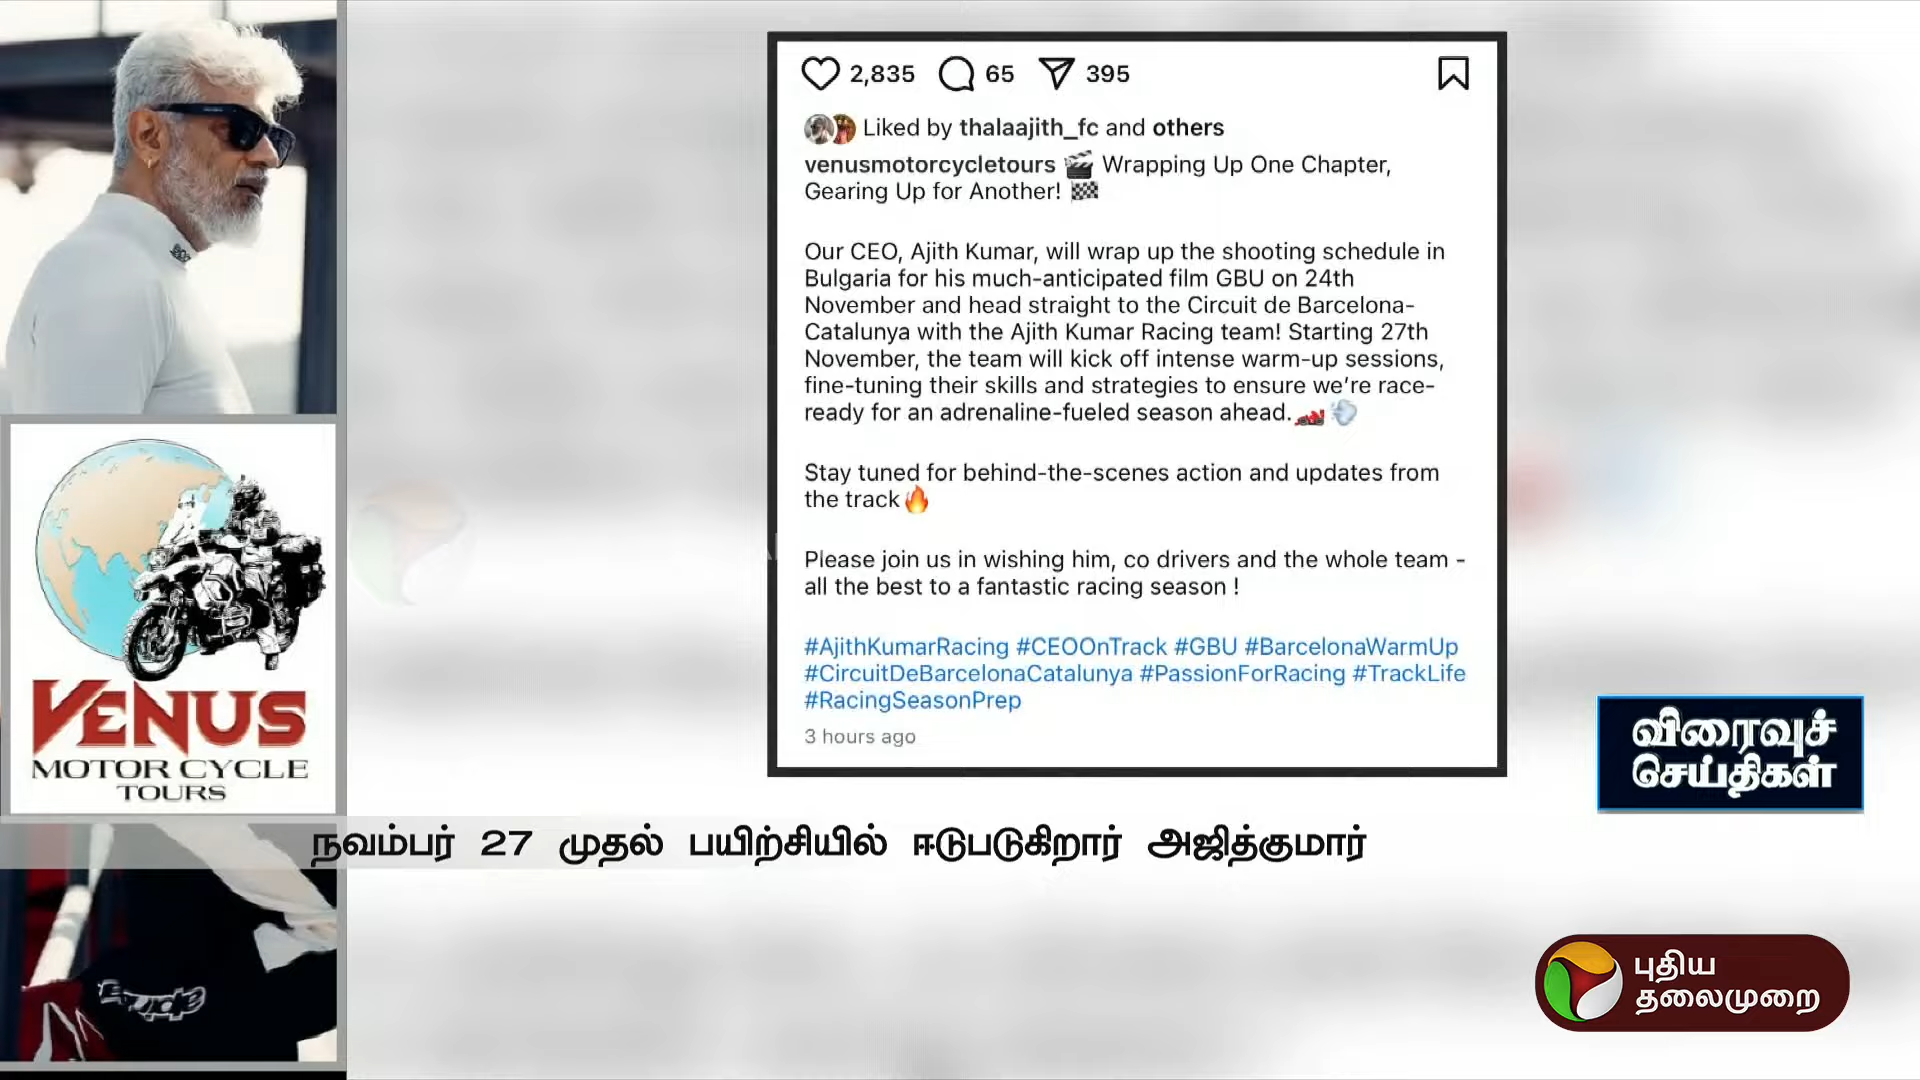 2,835 65 395
Liked by thalaajith_fc and others
venusmotorcycletours 🎬 Wrapping Up One Chapter,
Gearing Up for Another! 🏁
Our CEO, Ajith Kumar, will wrap up the shooting schedule in
Bulgaria for his much-anticipated film GBU on 24th
November and head straight to the Circuit de Barcelona-
Catalunya with the Ajith Kumar Racing team! Starting 27th
November, the team will kick off intense warm-up sessions,
fine-tuning their skills and strategies to ensure we're race-
ready for an adrenaline-fueled season ahead.🏎️💨
Stay tuned for behind-the-scenes action and updates from
the track🔥
Please join us in wishing him, co drivers and the whole team -
all the best to a fantastic racing season !
#AjithKumarRacing #CEOOnTrack #GBU #BarcelonaWarmUp
#CircuitDeBarcelonaCatalunya #PassionForRacing #TrackLife
#RacingSeasonPrep
3 hours ago
VENUS
MOTOR CYCLE
TOURS
விரைவுச்
செய்திகள்
நவம்பர் 27 முதல் பயிற்சியில் ஈடுபடுகிறார் அஜித்குமார்
புதிய
தலைமுறை